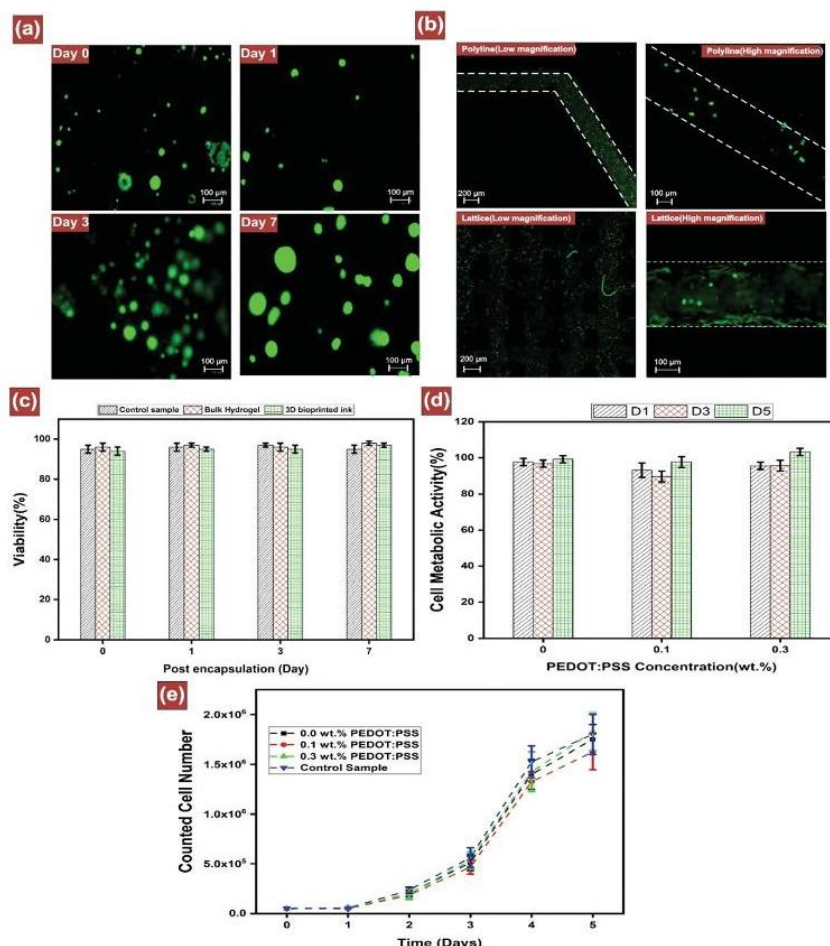 (a)
Day 0
Day 1
100 µm
100 µm
Day 3
Day 7
100 µm
100 µm
(b)
Polyline(Low magnification)
Polyline(High magnification)
200 µm
100 µm
Lattice(Low magnification)
Lattice(High magnification)
200 µm
100 µm
(c)
Control sample
Bulk Hydrogel
3D bioprinted ink
100
80
60
40
20
0
Viability(%)
0
1
3
7
Post encapsulation (Day)
(d)
D1
D3
D5
120
100
80
60
40
20
0
Cell Metabolic Activity(%)
0
0.1
0.3
PEDOT:PSS Concentration(wt.%)
(e)
0.0 wt.% PEDOT:PSS
0.1 wt.% PEDOT:PSS
0.3 wt.% PEDOT:PSS
Control Sample
2.0x10⁶
1.5x10⁶
1.0x10⁶
5.0x10⁵
0.0
Counted Cell Number
0
1
2
3
4
5
Time (Days)